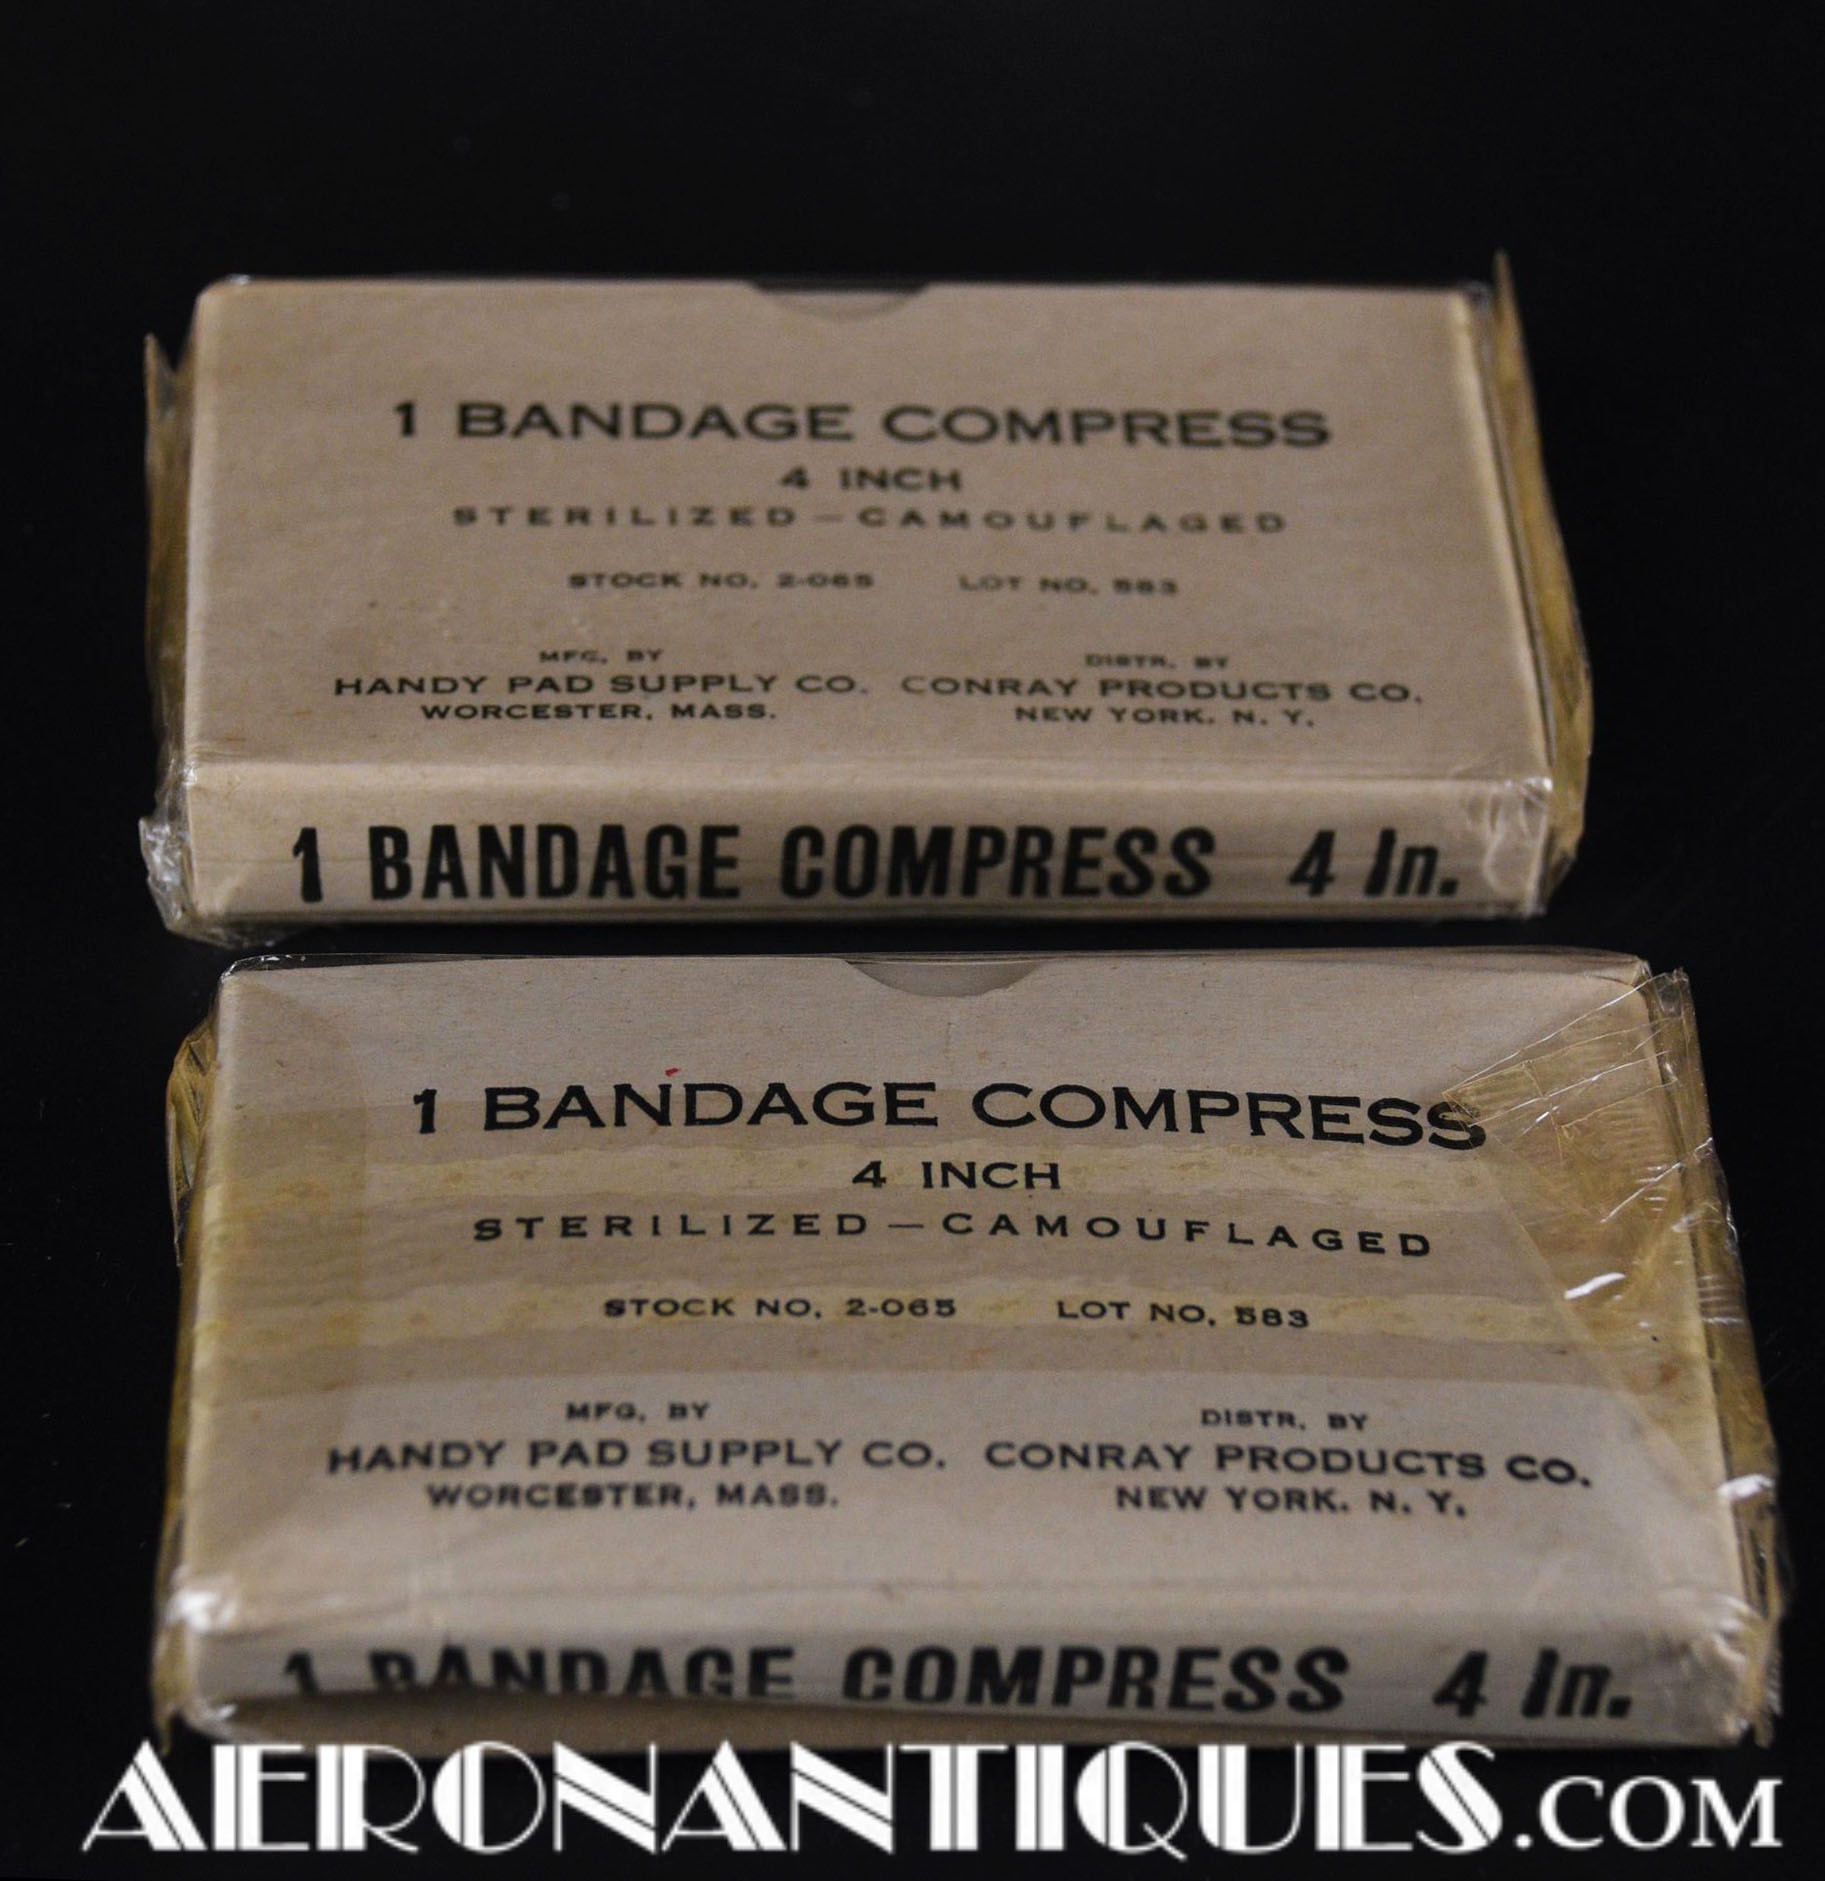 1 BANDAGE COMPRESS
4 INCH
STERILIZED — CAMOUFLAGED
STOCK NO. 2-065 LOT NO. 583
MFG. BY DISTR. BY
HANDY PAD SUPPLY CO. CONRAY PRODUCTS CO.
WORCESTER, MASS. NEW YORK, N. Y.
1 BANDAGE COMPRESS 4 In.
1 BANDAGE COMPRESS
4 INCH
STERILIZED — CAMOUFLAGED
STOCK NO. 2-065 LOT NO. 583
MFG. BY DISTR. BY
HANDY PAD SUPPLY CO. CONRAY PRODUCTS CO.
WORCESTER, MASS. NEW YORK, N. Y.
1 BANDAGE COMPRESS 4 In.
AERONANTIQUES.COM